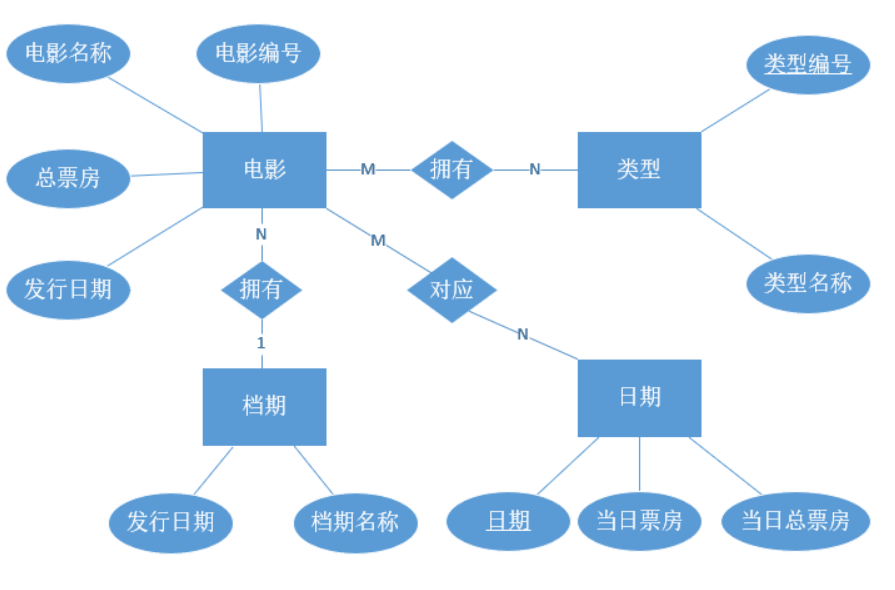 电影名称
电影编号
类型编号
总票房
电影
M
拥有
N
类型
发行日期
N
M
类型名称
拥有
对应
1
N
档期
日期
发行日期
档期名称
日期
当日票房
当日总票房